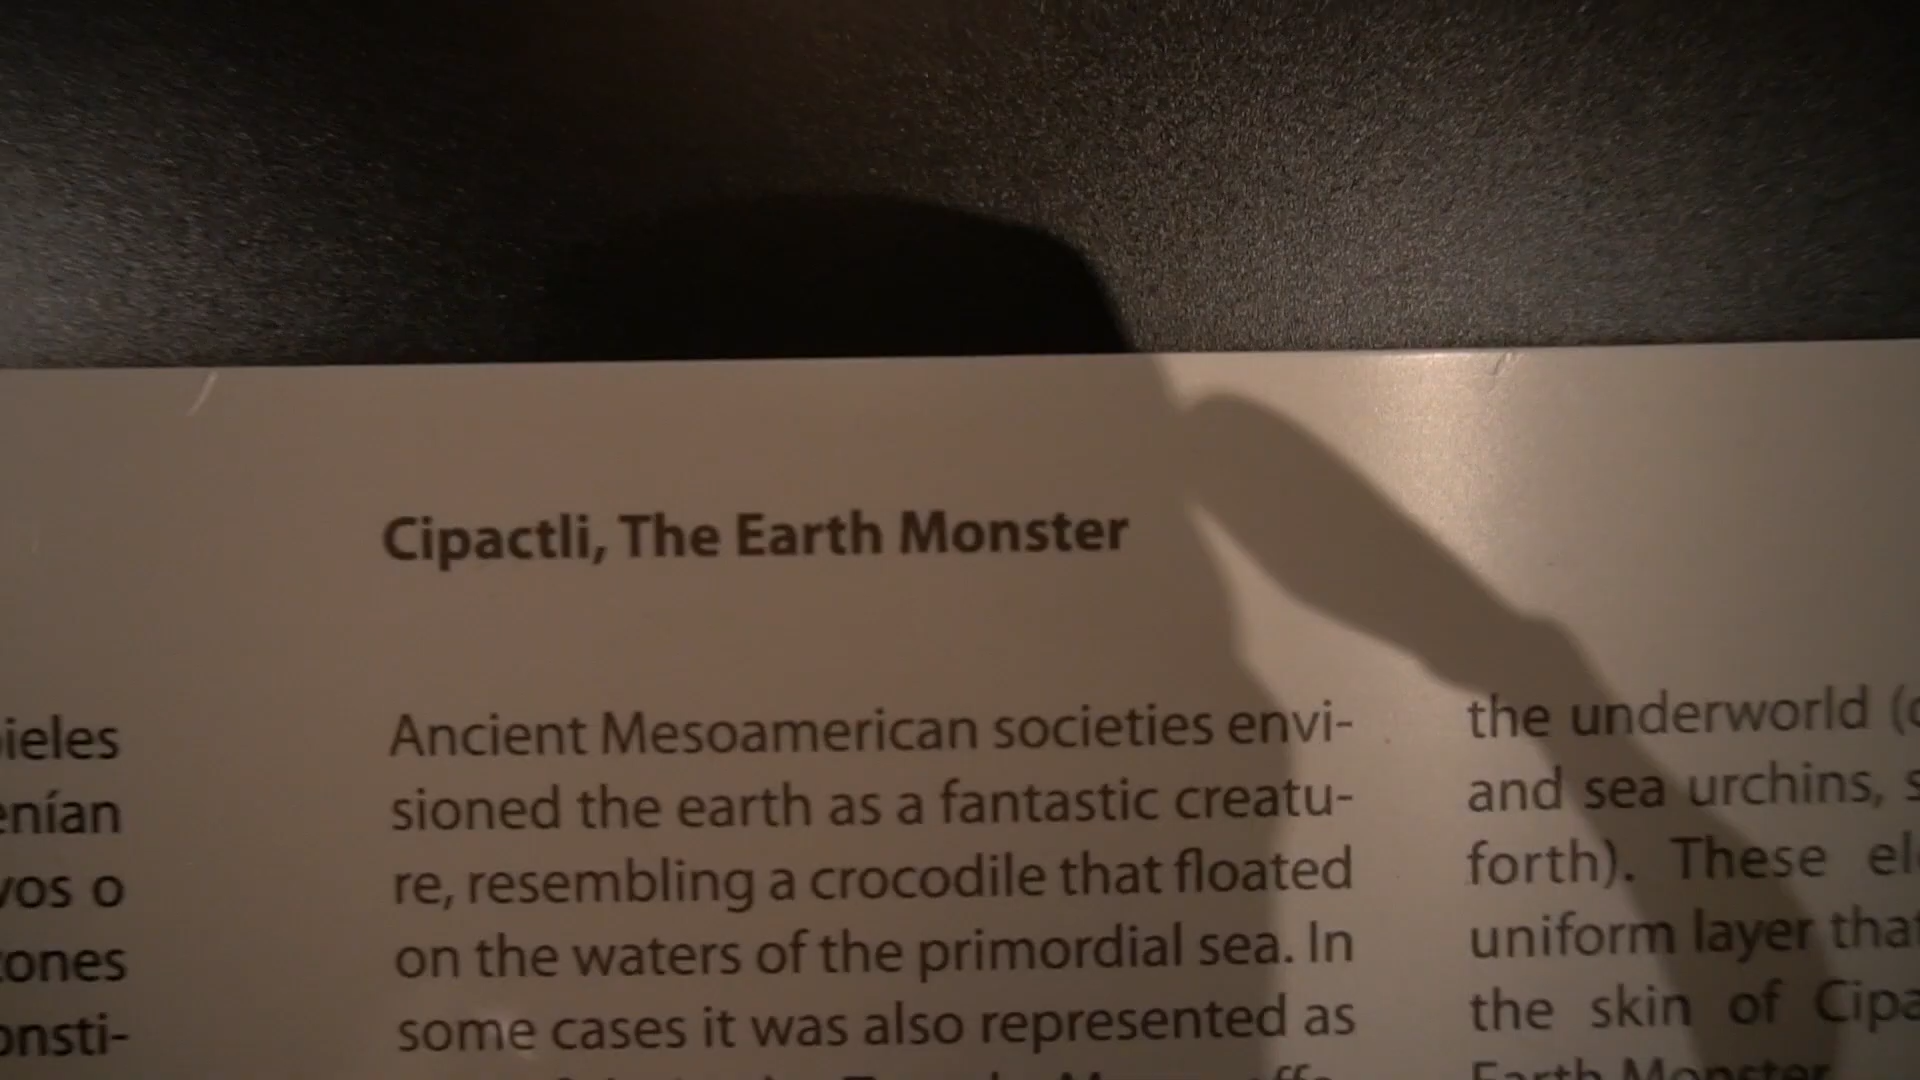 Cipactli, The Earth Monster
enían
vos o
onsti-
Ancient Mesoamerican societies envi-
sioned the earth as a fantastic creatu-
re, resembling a crocodile that floated
on the waters of the primordial sea. In
some cases it was also represented as
the underworld
and sea urchins,
forth). These
uniform layer that
the skin of
Earth Monster